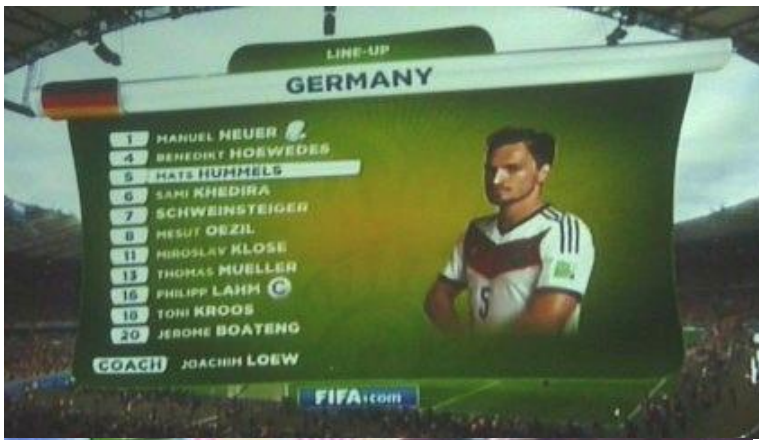 LINE-UP
GERMANY
1 MANUEL NEUER
4 BENEDIKT HOEWEDES
5 MATS HUMMELS
6 SAMI KHEDIRA
7 SCHWEINSTEIGER
8 MESUT OEZIL
11 MIROSLAV KLOSE
13 THOMAS MUELLER
16 PHILIPP LAHM C
18 TONI KROOS
20 JEROME BOATENG
COACH JOACHIM LOEW
5
FIFA.com